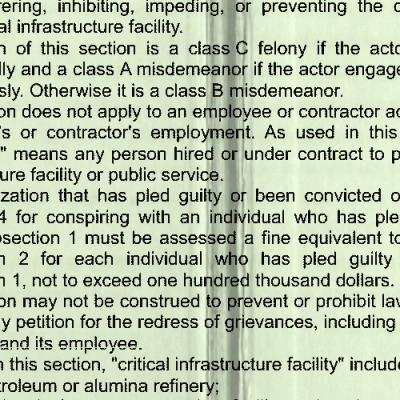 ering, inhibiting, impeding, or preventing the
al infrastructure facility.
n of this section is a class C felony if the acto
lly and a class A misdemeanor if the actor engage
sly. Otherwise it is a class B misdemeanor.
on does not apply to an employee or contractor a
's or contractor's employment. As used in this
" means any person hired or under contract to p
ure facility or public service.
zation that has pled guilty or been convicted o
4 for conspiring with an individual who has ple
bsection 1 must be assessed a fine equivalent to
n 2 for each individual who has pled guilty
n 1, not to exceed one hundred thousand dollars.
on may not be construed to prevent or prohibit law
y petition for the redress of grievances, including
and its employee.
n this section, "critical infrastructure facility" include
troleum or alumina refinery;